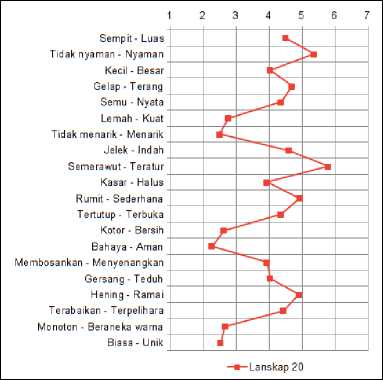 1 2 3 4 5 6 7
Sempit - Luas
Tidak nyaman - Nyaman
Kecil - Besar
Gelap - Terang
Semu - Nyata
Lemah - Kuat
Tidak menarik - Menarik
Jelek - Indah
Semerawut - Teratur
Kasar - Halus
Rumit - Sederhana
Tertutup - Terbuka
Kotor - Bersih
Bahaya - Aman
Membosankan - Menyenangkan
Gersang - Teduh
Hening - Ramai
Terabaikan - Terpelihara
Monoton - Beraneka warna
Biasa - Unik
Lanskap 20